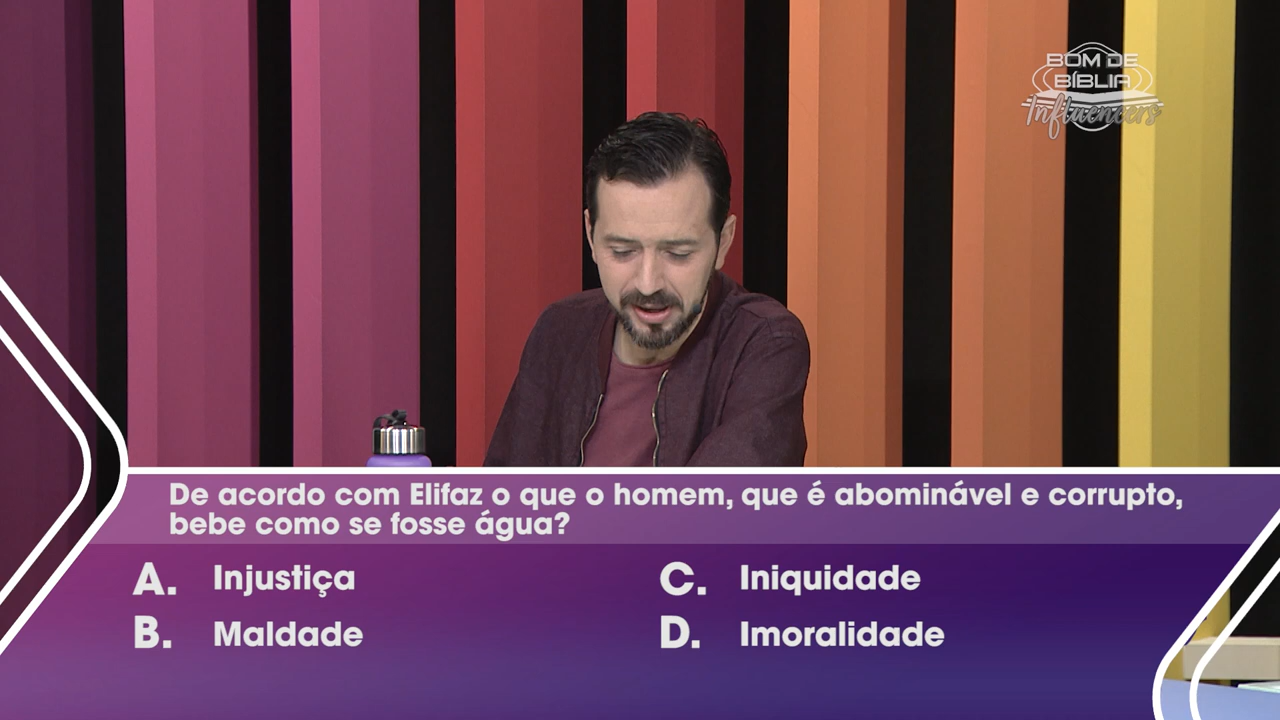 BOM DE
BÍBLIA
Influencers
De acordo com Elifaz o que o homem, que é abominável e corrupto,
bebe como se fosse água?
A. Injustiça
B. Maldade
C. Iniquidade
D. Imoralidade